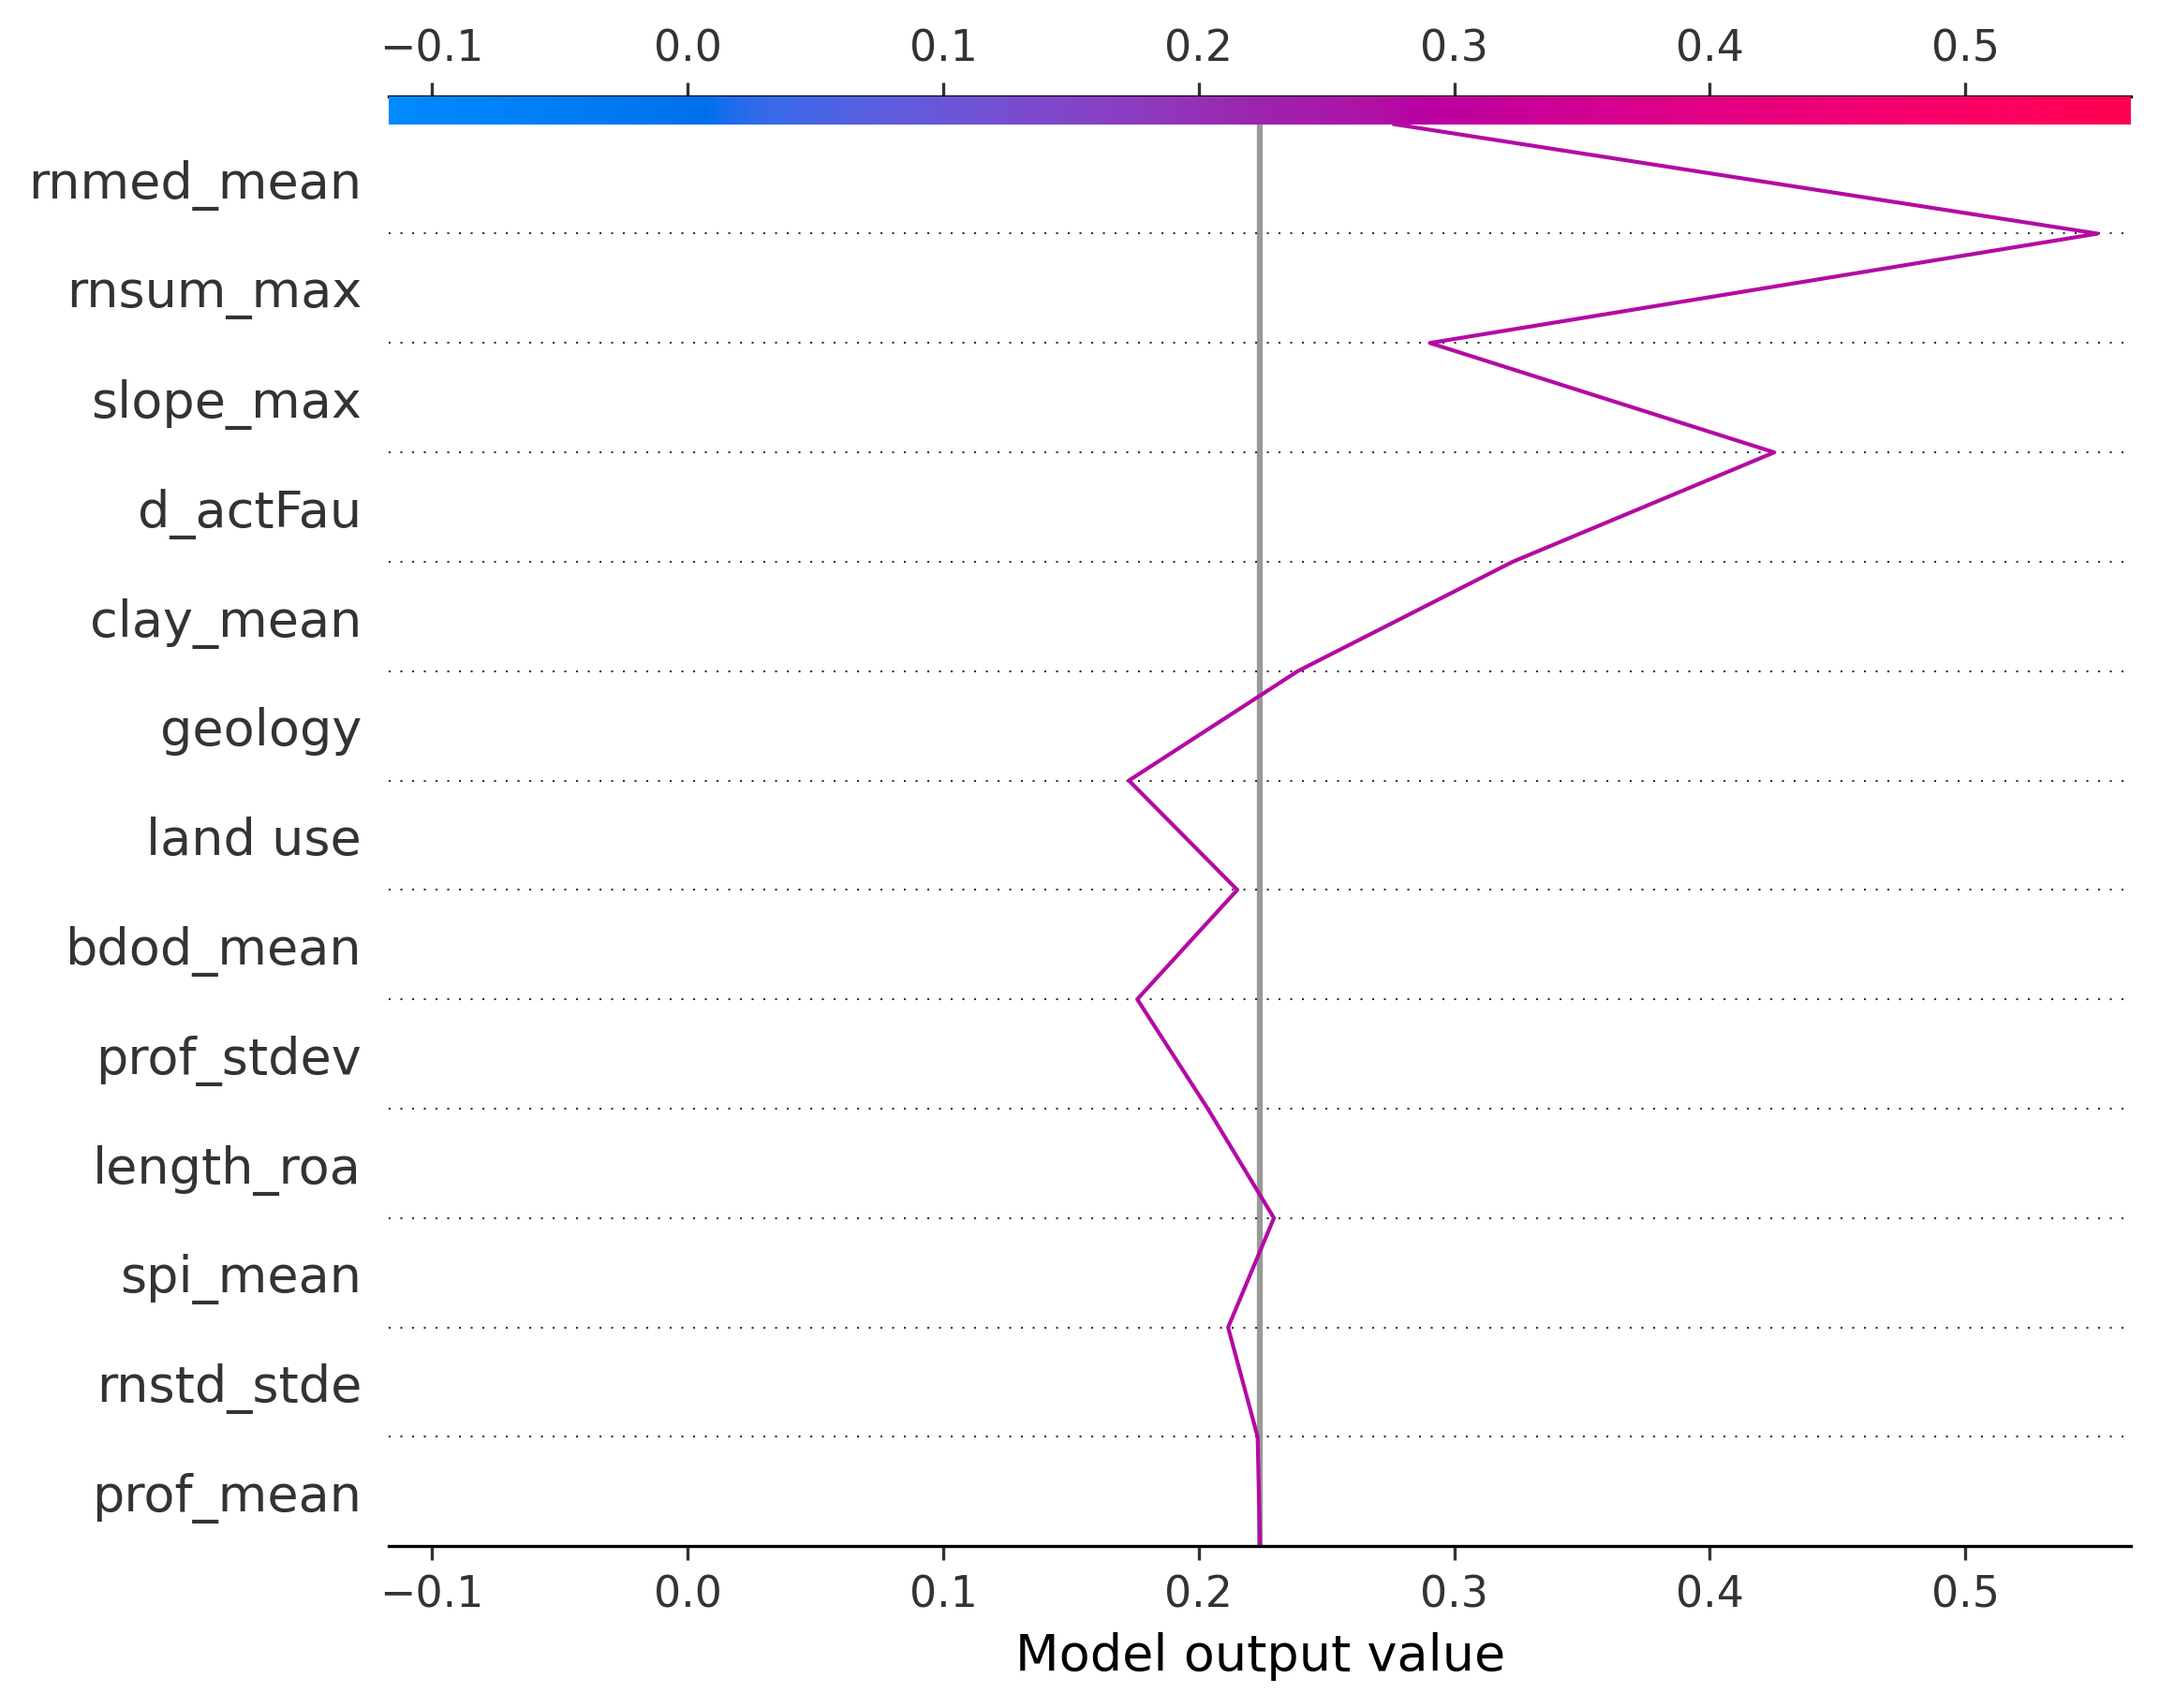 −0.1 0.0 0.1 0.2 0.3 0.4 0.5
rnmed_mean
rnsum_max
slope_max
d_actFau
clay_mean
geology
land use
bdod_mean
prof_stdev
length_roa
spi_mean
rnstd_stde
prof_mean
−0.1 0.0 0.1 0.2 0.3 0.4 0.5
Model output value